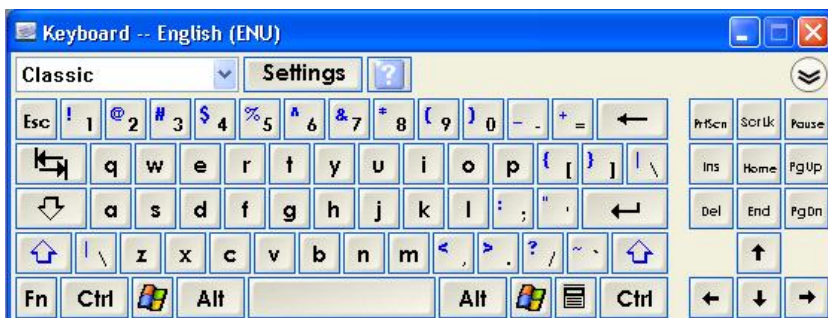 Keyboard -- English (ENU)
Classic Settings ?
Esc ! 1 @ 2 # 3 $ 4 % 5 ^ 6 & 7 * 8 ( 9 ) 0 _ - + = ← PrtScn ScrLk Pause
q w e r t y u i o p { [ } ] | \ Ins Home PgUp
a s d f g h j k l : ; " ' Del End PgDn
| \ z x c v b n m < , > . ? / ~ ` ↑
Fn Ctrl Alt Alt Ctrl ← ↓ →